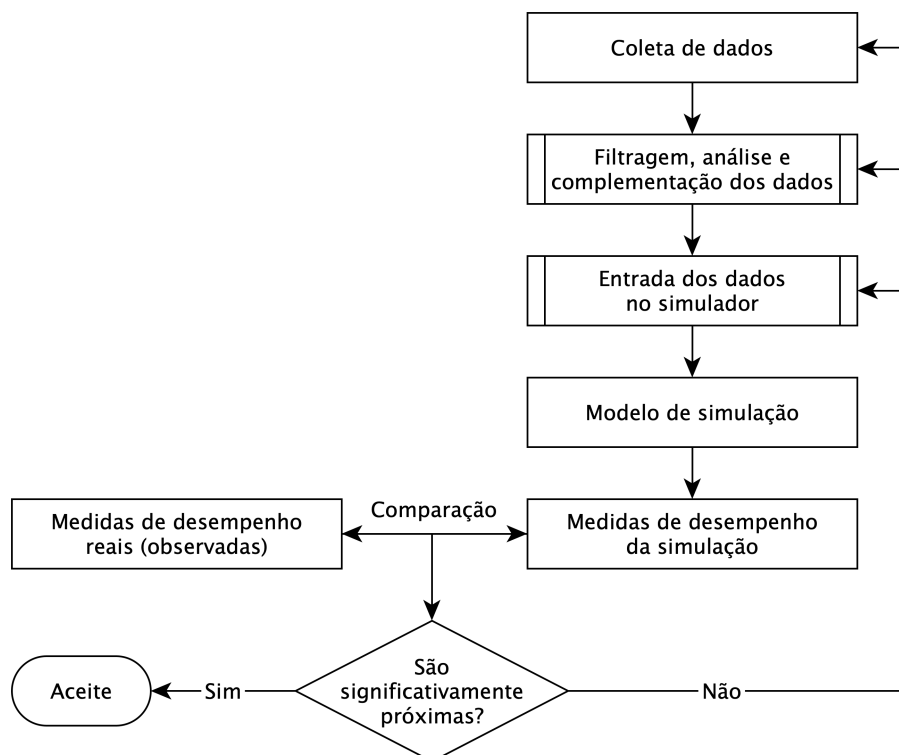 Coleta de dados
Filtragem, análise e
complementação dos dados
Entrada dos dados
no simulador
Modelo de simulação
Medidas de desempenho
reais (observadas)
Comparação
Medidas de desempenho
da simulação
São
significativamente
próximas?
Aceite
Sim
Não